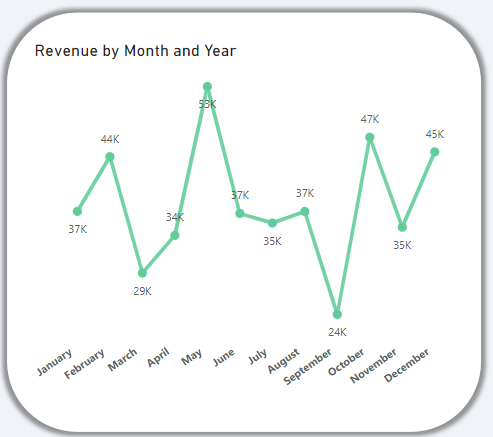 Revenue by Month and Year
53K
47K
44K
45K
37K
37K
34K
37K
35K
35K
29K
24K
January
February
March
April
May
June
July
August
September
October
November
December